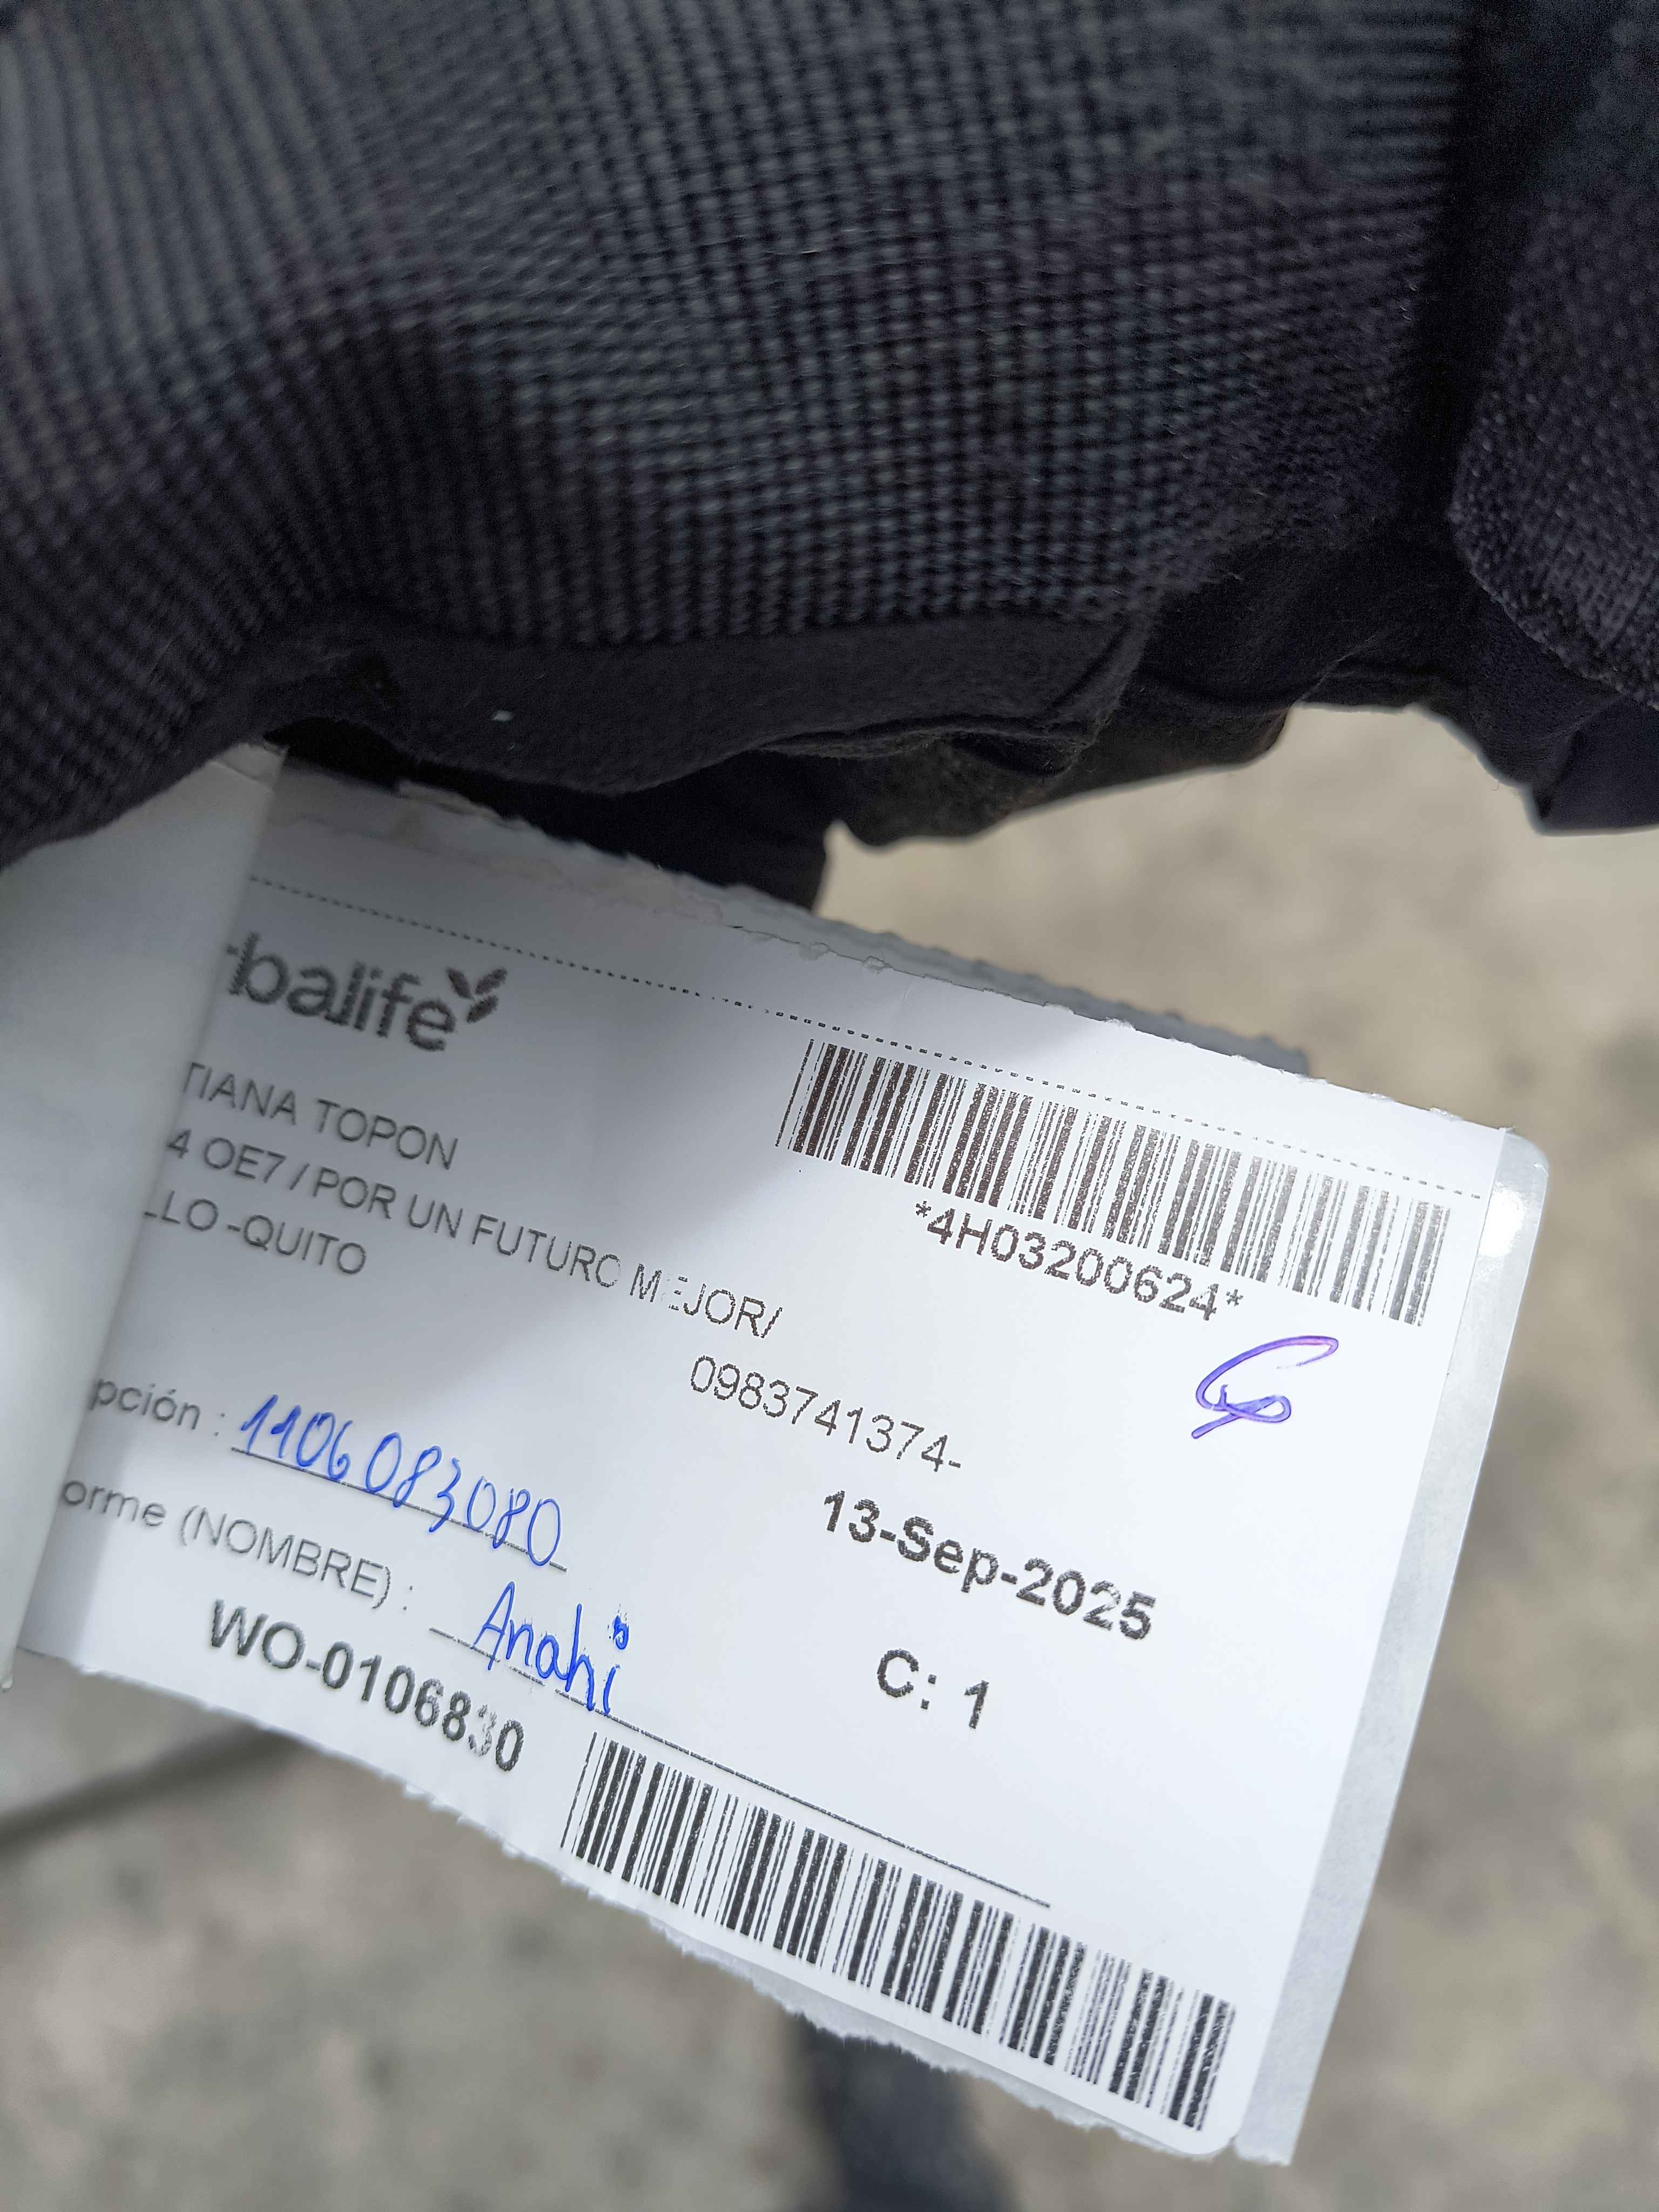 rbalife
TIANA TOPON
4 OE7 / POR UN FUTURO MEJOR/
LLO -QUITO
*4H03200624*
0983741374-
pción : 1106083080
13-Sep-2025
orme (NOMBRE) : Anahi
C: 1
WO-0106830